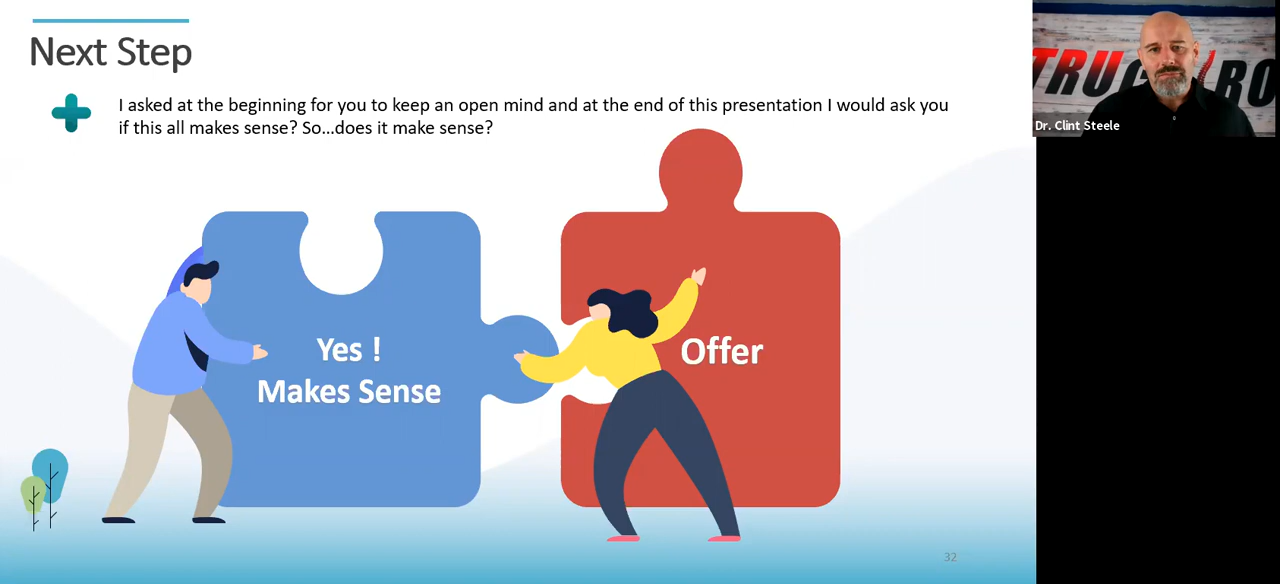 Next Step
I asked at the beginning for you to keep an open mind and at the end of this presentation I would ask you
if this all makes sense? So...does it make sense?
Yes !
Makes Sense
Offer
32
Dr. Clint Steele